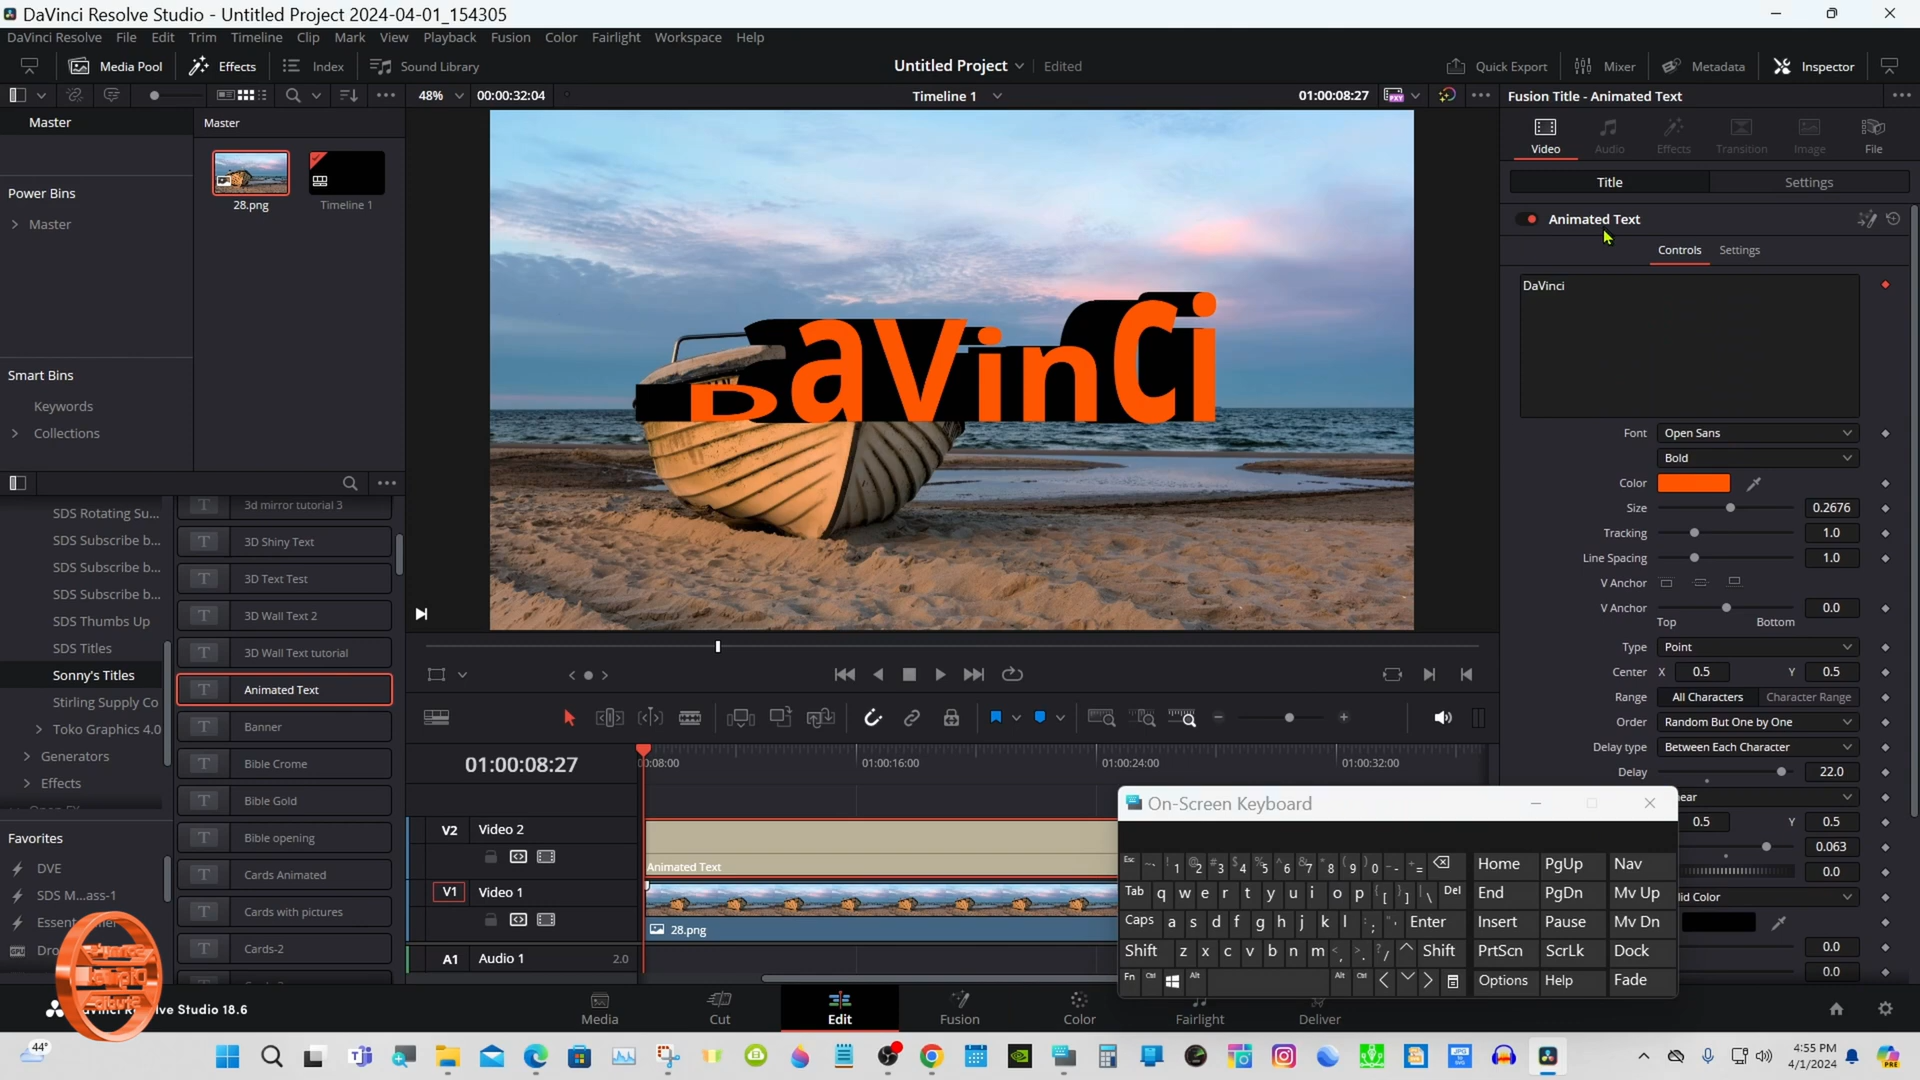 DaVinci Resolve Studio - Untitled Project 2024-04-01_154305
DaVinci Resolve File Edit Trim Timeline Clip Mark View Playback Fusion Color Fairlight Workspace Help
Media Pool Effects Index Sound Library Untitled Project Edited Quick Export Mixer Metadata Inspector
48% 00:00:32:04 Timeline 1 01:00:08:27 Fusion Title - Animated Text
Master Master
28.png Timeline 1
Power Bins
Master
Smart Bins
Keywords
Collections
DaVinCi
Video Audio Effects Transition Image File
Title Settings
Animated Text
Controls Settings
DaVinci
Font Open Sans
Bold
Color
Size 0.2676
Tracking 1.0
Line Spacing 1.0
V Anchor
V Anchor 0.0
Top Bottom
Type Point
Center X 0.5 Y 0.5
Range All Characters Character Range
Order Random But One by One
Delay type Between Each Character
Delay 22.0
near
0.5 Y 0.5
0.063
0.0
lid Color
0.0
0.0
SDS Rotating Su...
SDS Subscribe b...
SDS Subscribe b...
SDS Subscribe b...
SDS Thumbs Up
SDS Titles
Sonny's Titles
Stirling Supply Co
Toko Graphics 4.0
Generators
Effects
3d mirror tutorial 3
3D Shiny Text
3D Text Test
3D Wall Text 2
3D Wall Text tutorial
Animated Text
Banner
Bible Crome
Bible Gold
Bible opening
Cards Animated
Cards with pictures
Cards-2
Favorites
DVE
SDS M...ass-1
01:00:08:27
0:08:00 01:00:16:00 01:00:24:00 01:00:32:00
V2 Video 2
Animated Text
V1 Video 1
28.png
A1 Audio 1 2.0
On-Screen Keyboard
Esc ~` !1 @2 #3 $4 %5 ^6 &7 *8 (9 )0 _- += Home PgUp Nav
Tab q w e r t y u i o p {[ }] |\ Del End PgDn Mv Up
Caps a s d f g h j k l :; "' Enter Insert Pause Mv Dn
Shift z x c v b n m <, >. ?/ Shift PrtScn ScrLk Dock
Fn Ctrl Alt Alt Ctrl Options Help Fade
ve Studio 18.6
Media Cut Edit Fusion Color Fairlight Deliver
44°
4:55 PM
4/1/2024
PRE